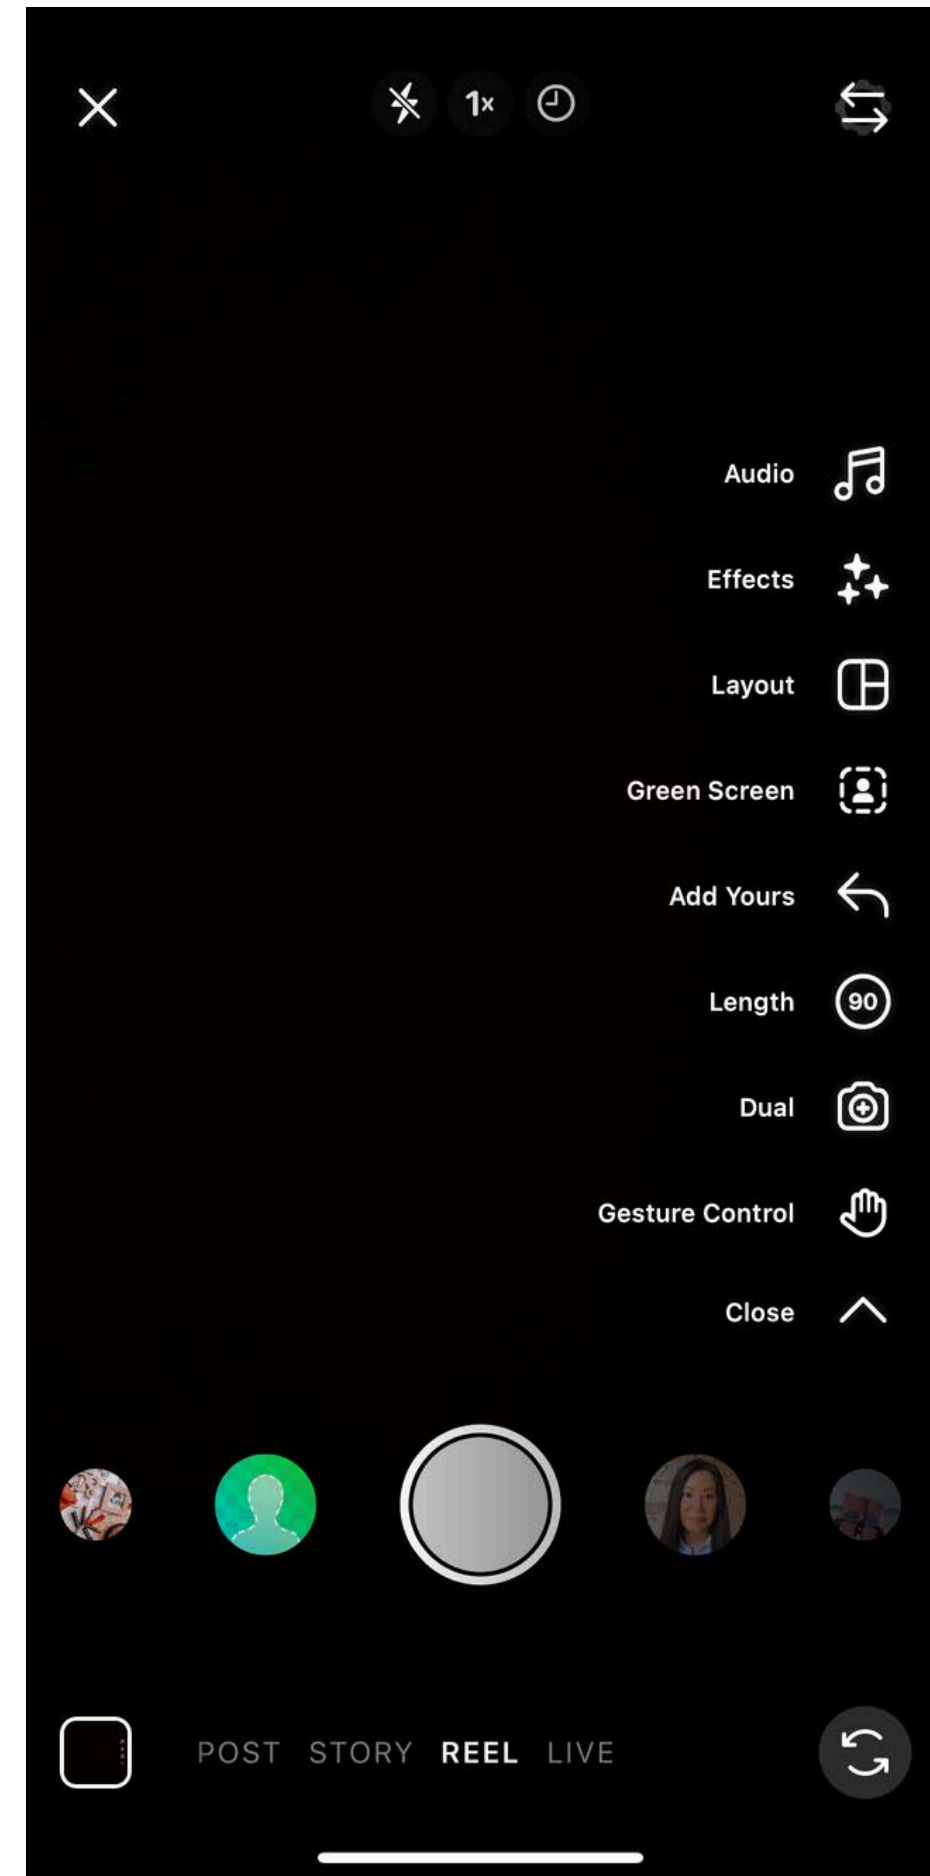 1x
Audio
Effects
Layout
Green Screen
Add Yours
Length 90
Dual
Gesture Control
Close
POST STORY REEL LIVE